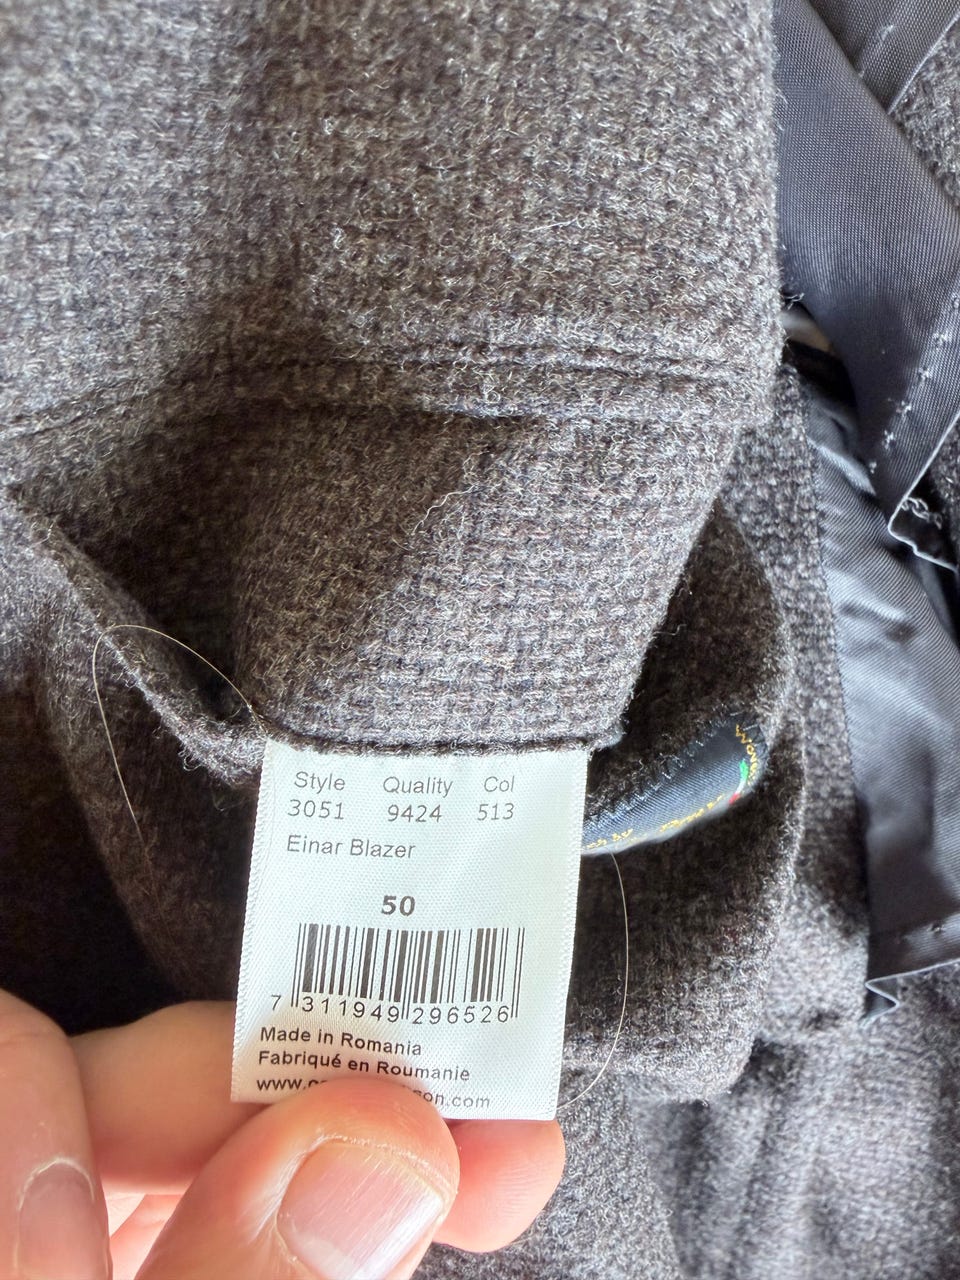 Style Quality Col
3051 9424 513
Einar Blazer
50
7 311949 296526
Made in Romania
Fabriqué en Roumanie